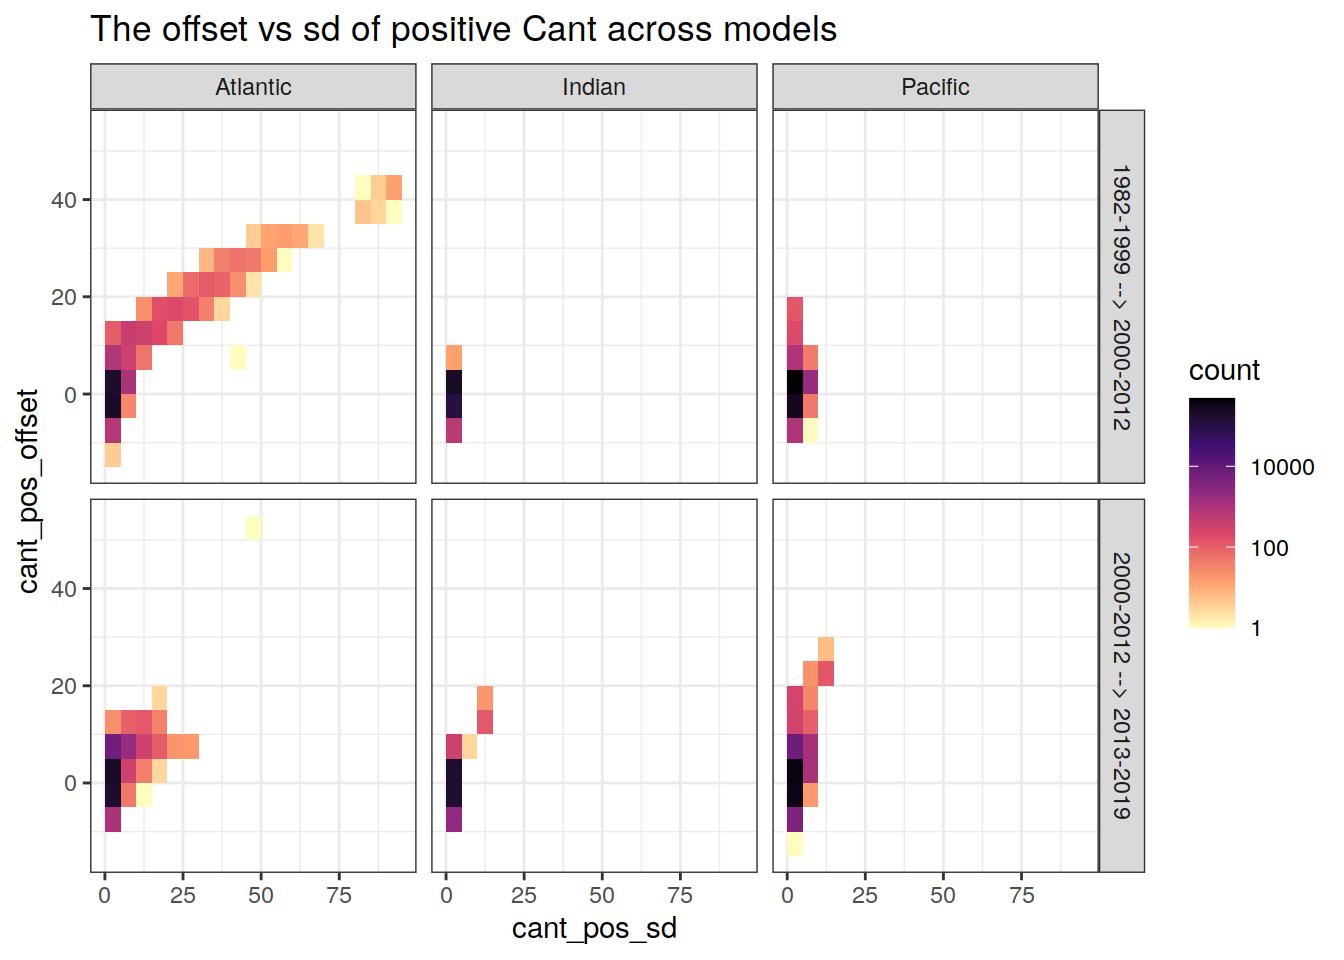 The offset vs sd of positive Cant across models
Atlantic
Indian
Pacific
1982-1999 --> 2000-2012
2000-2012 --> 2013-2019
cant_pos_offset
40
20
0
40
20
0
0 25 50 75
0 25 50 75
0 25 50 75
cant_pos_sd
count
10000
100
1